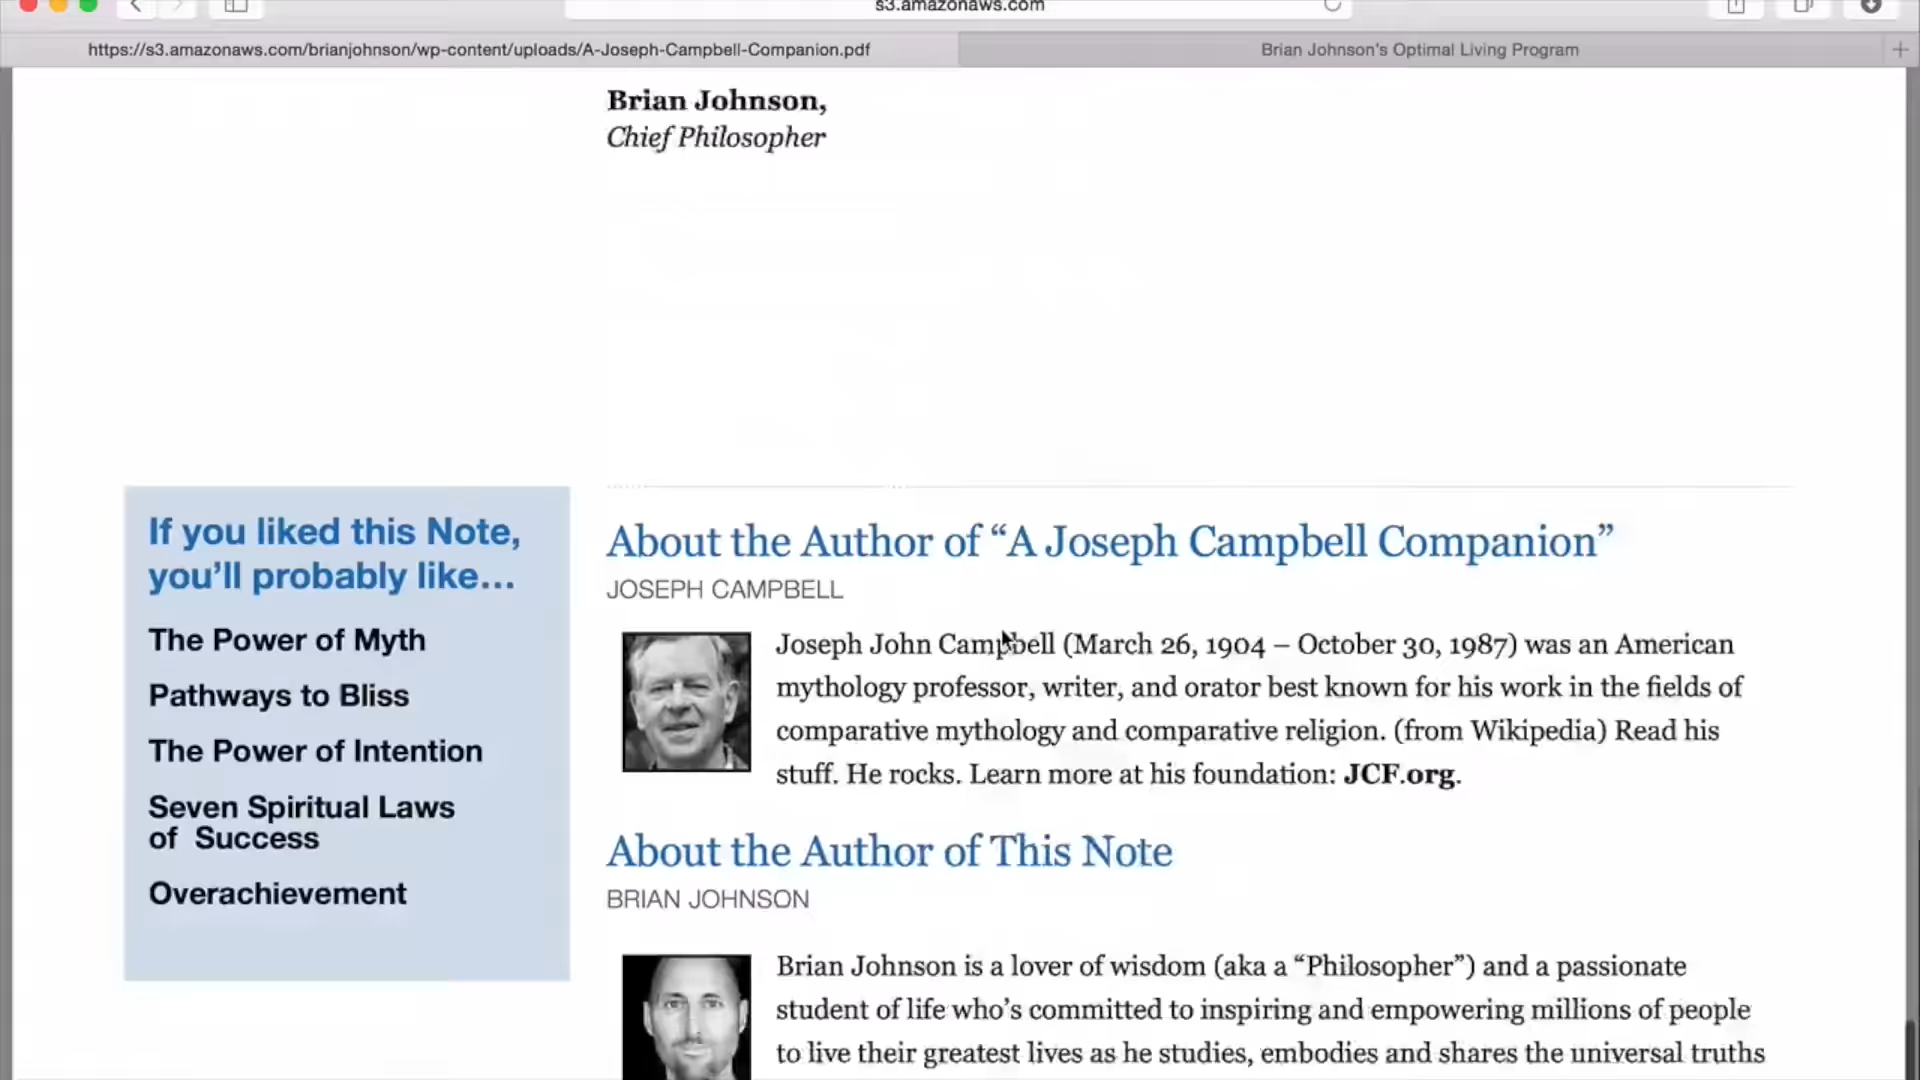 s3.amazonaws.com
https://s3.amazonaws.com/brianjohnson/wp-content/uploads/A-Joseph-Campbell-Companion.pdf
Brian Johnson's Optimal Living Program
Brian Johnson,
Chief Philosopher
If you liked this Note,
you'll probably like…
The Power of Myth
Pathways to Bliss
The Power of Intention
Seven Spiritual Laws
of Success
Overachievement
About the Author of “A Joseph Campbell Companion”
JOSEPH CAMPBELL
Joseph John Campbell (March 26, 1904 – October 30, 1987) was an American
mythology professor, writer, and orator best known for his work in the fields of
comparative mythology and comparative religion. (from Wikipedia) Read his
stuff. He rocks. Learn more at his foundation: JCF.org.
About the Author of This Note
BRIAN JOHNSON
Brian Johnson is a lover of wisdom (aka a “Philosopher”) and a passionate
student of life who’s committed to inspiring and empowering millions of people
to live their greatest lives as he studies, embodies and shares the universal truths